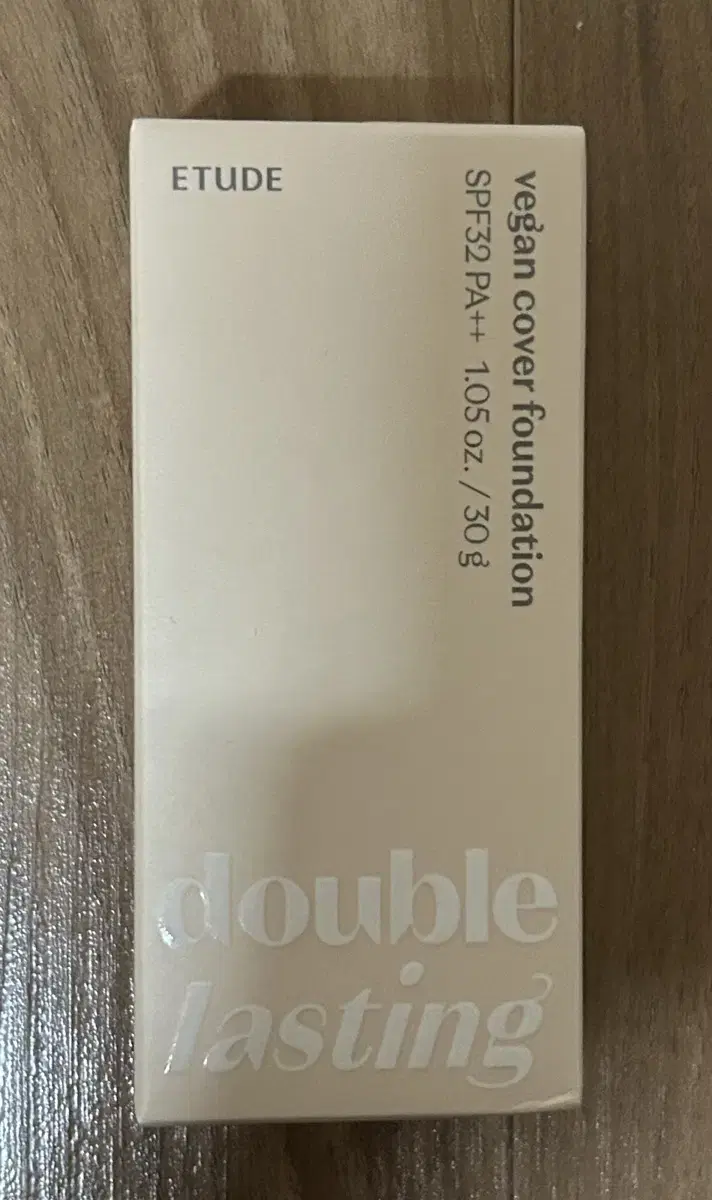 ETUDE
vegan cover foundation
SPF32 PA++ 1.05 oz. / 30 g
double
lasting